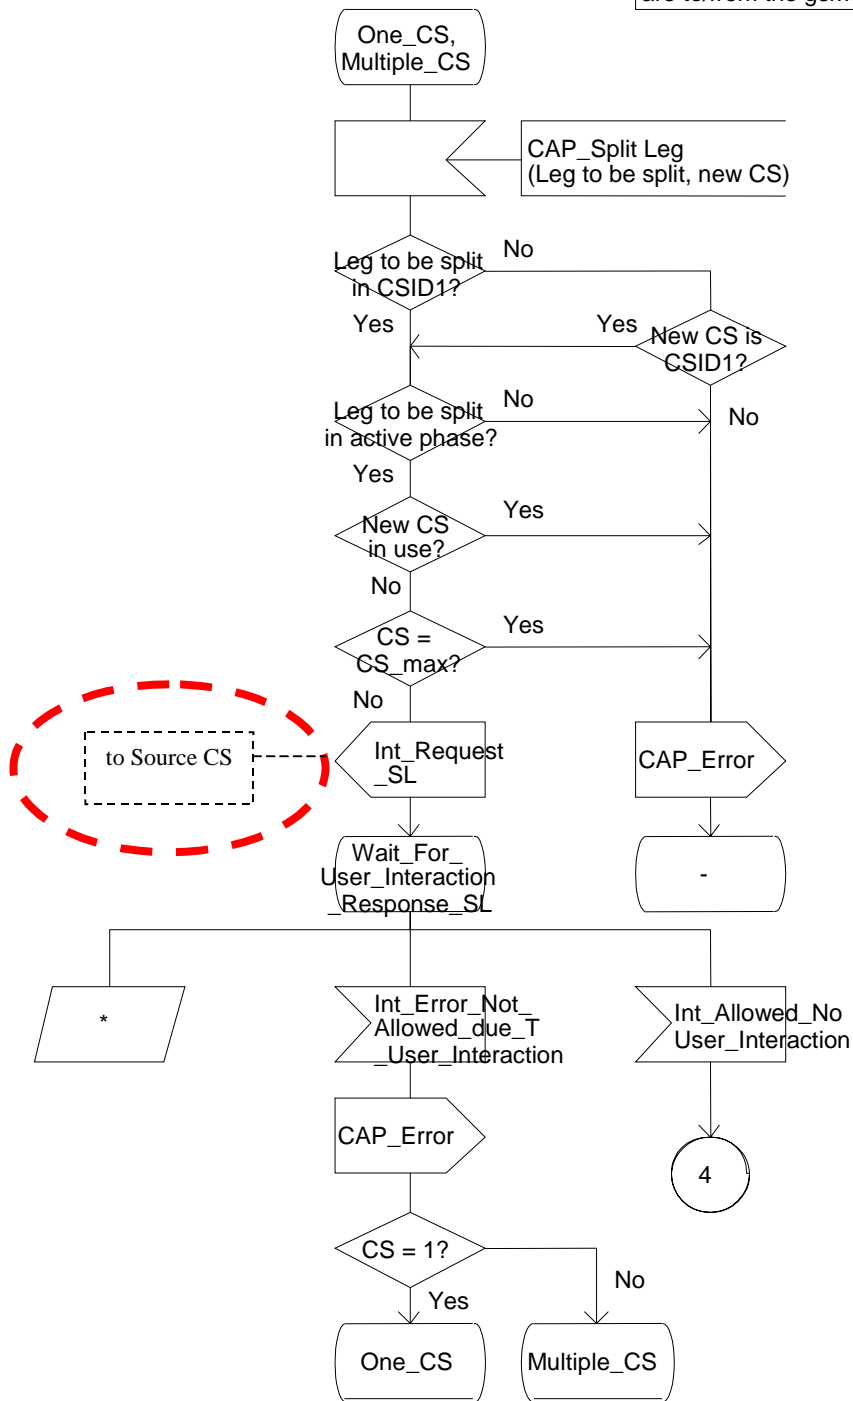 One_CS,
Multiple_CS
CAP_Split Leg
(Leg to be split, new CS)
Leg to be split
in CSID1?
No
Yes
Yes
New CS is
CSID1?
Leg to be split
in active phase?
No
No
Yes
New CS
in use?
Yes
No
CS =
CS_max?
Yes
No
to Source CS
Int_Request
_SL
CAP_Error
Wait_For_
User_Interaction
_Response_SL
-
*
Int_Error_Not_
Allowed_due_T
_User_Interaction
Int_Allowed_No
User_Interaction
CAP_Error
4
CS = 1?
No
Yes
One_CS
Multiple_CS